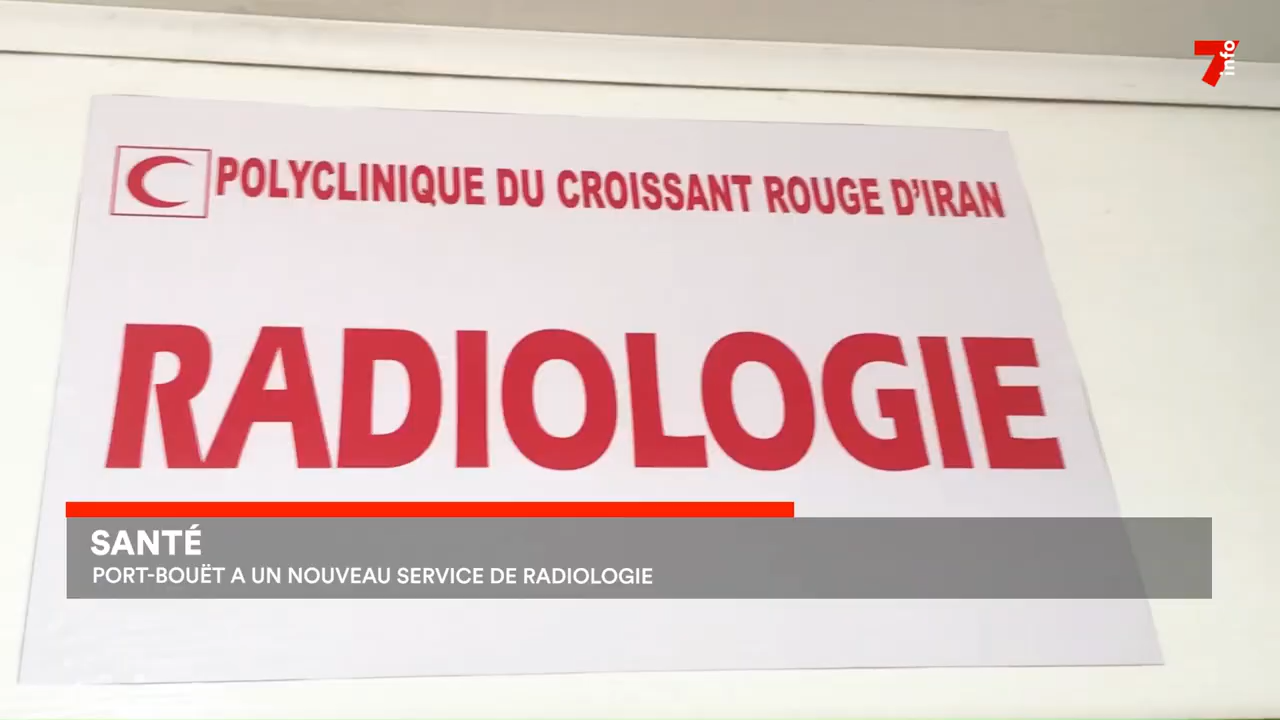 7info
POLYCLINIQUE DU CROISSANT ROUGE D'IRAN
RADIOLOGIE
SANTÉ
PORT-BOUËT A UN NOUVEAU SERVICE DE RADIOLOGIE